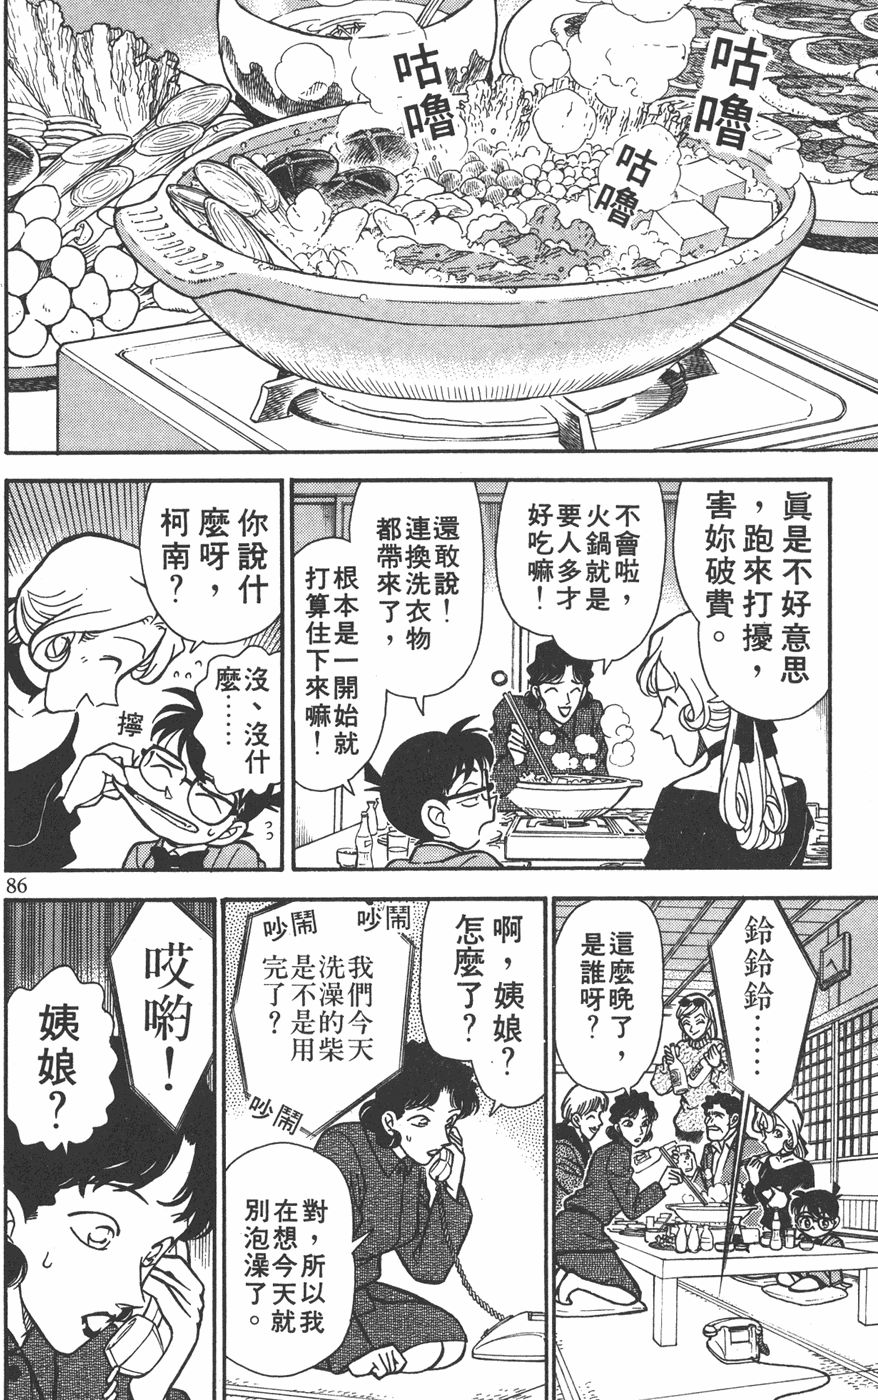 咕
嚕
咕
嚕
咕
嚕
真是不好意思
，跑來打擾，
害妳破費。
不會啦，
火鍋就是
要人多才
好吃嘛！
還敢說！
連換洗衣物
都帶來了，
根本是一開始就
打算住下來嘛！
你說什
麼呀，
柯南？
沒、沒什
麼……
擰
86
鈴鈴鈴……
這麼晚了，
是誰呀？
啊，姨娘？
怎麼了？
吵鬧
吵鬧
我們今天
洗澡的柴
是不是用
完了？
吵鬧
對，所以我
在想今天就
別泡澡了。
哎喲！
姨娘？